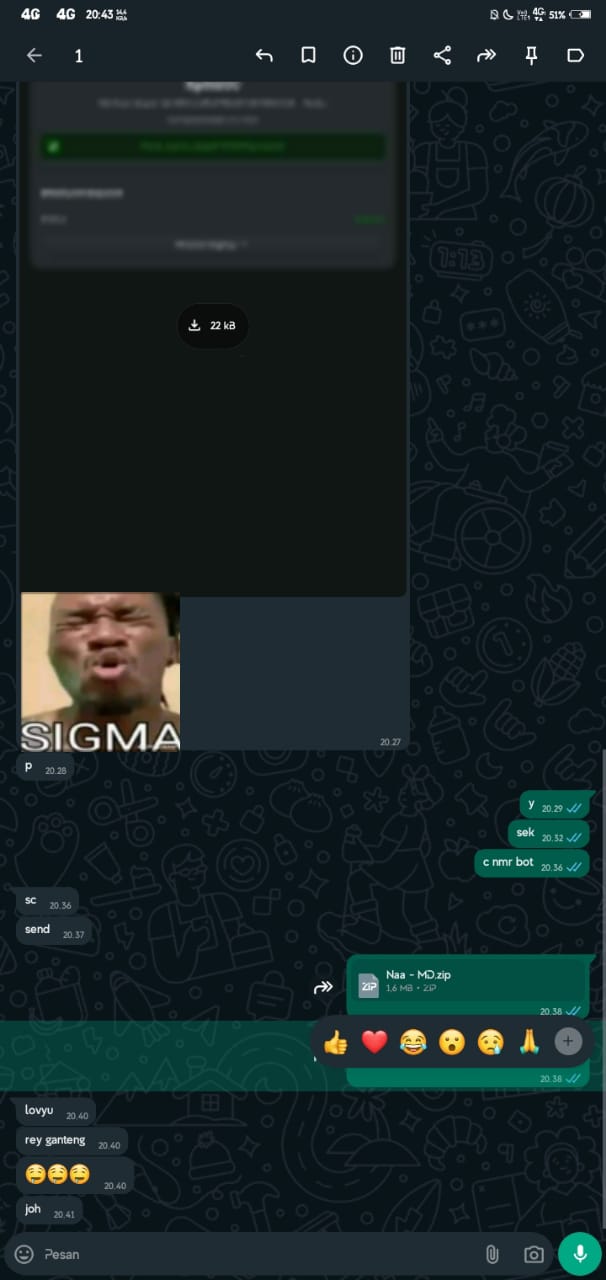 4G 4G 20:43 51%
1
22 kB
SIGMA
20.27
p 20.28
y 20.29
sek 20.32
c nmr bot 20.36
sc 20.36
send 20.37
Naa - MD.zip
ZIP
1,6 MB • ZIP
20.38
20.38
lovyu 20.40
rey ganteng 20.40
🤤🤤🤤 20.40
joh 20.41
Pesan